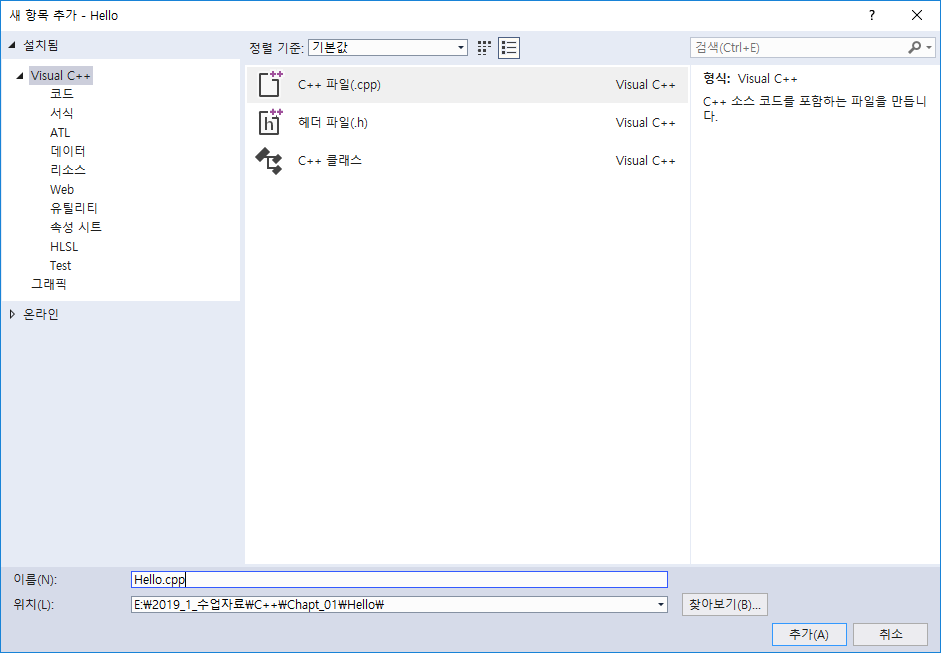 새 항목 추가 - Hello
?
설치됨
정렬 기준: 기본값
검색(Ctrl+E)
Visual C++
코드
서식
ATL
데이터
리소스
Web
유틸리티
속성 시트
HLSL
Test
그래픽
온라인
C++ 파일(.cpp) Visual C++
헤더 파일(.h) Visual C++
C++ 클래스 Visual C++
형식: Visual C++
C++ 소스 코드를 포함하는 파일을 만듭니
다.
이름(N): Hello.cpp
위치(L): E:₩2019_1_수업자료₩C++₩Chapt_01₩Hello₩ 찾아보기(B)...
추가(A) 취소